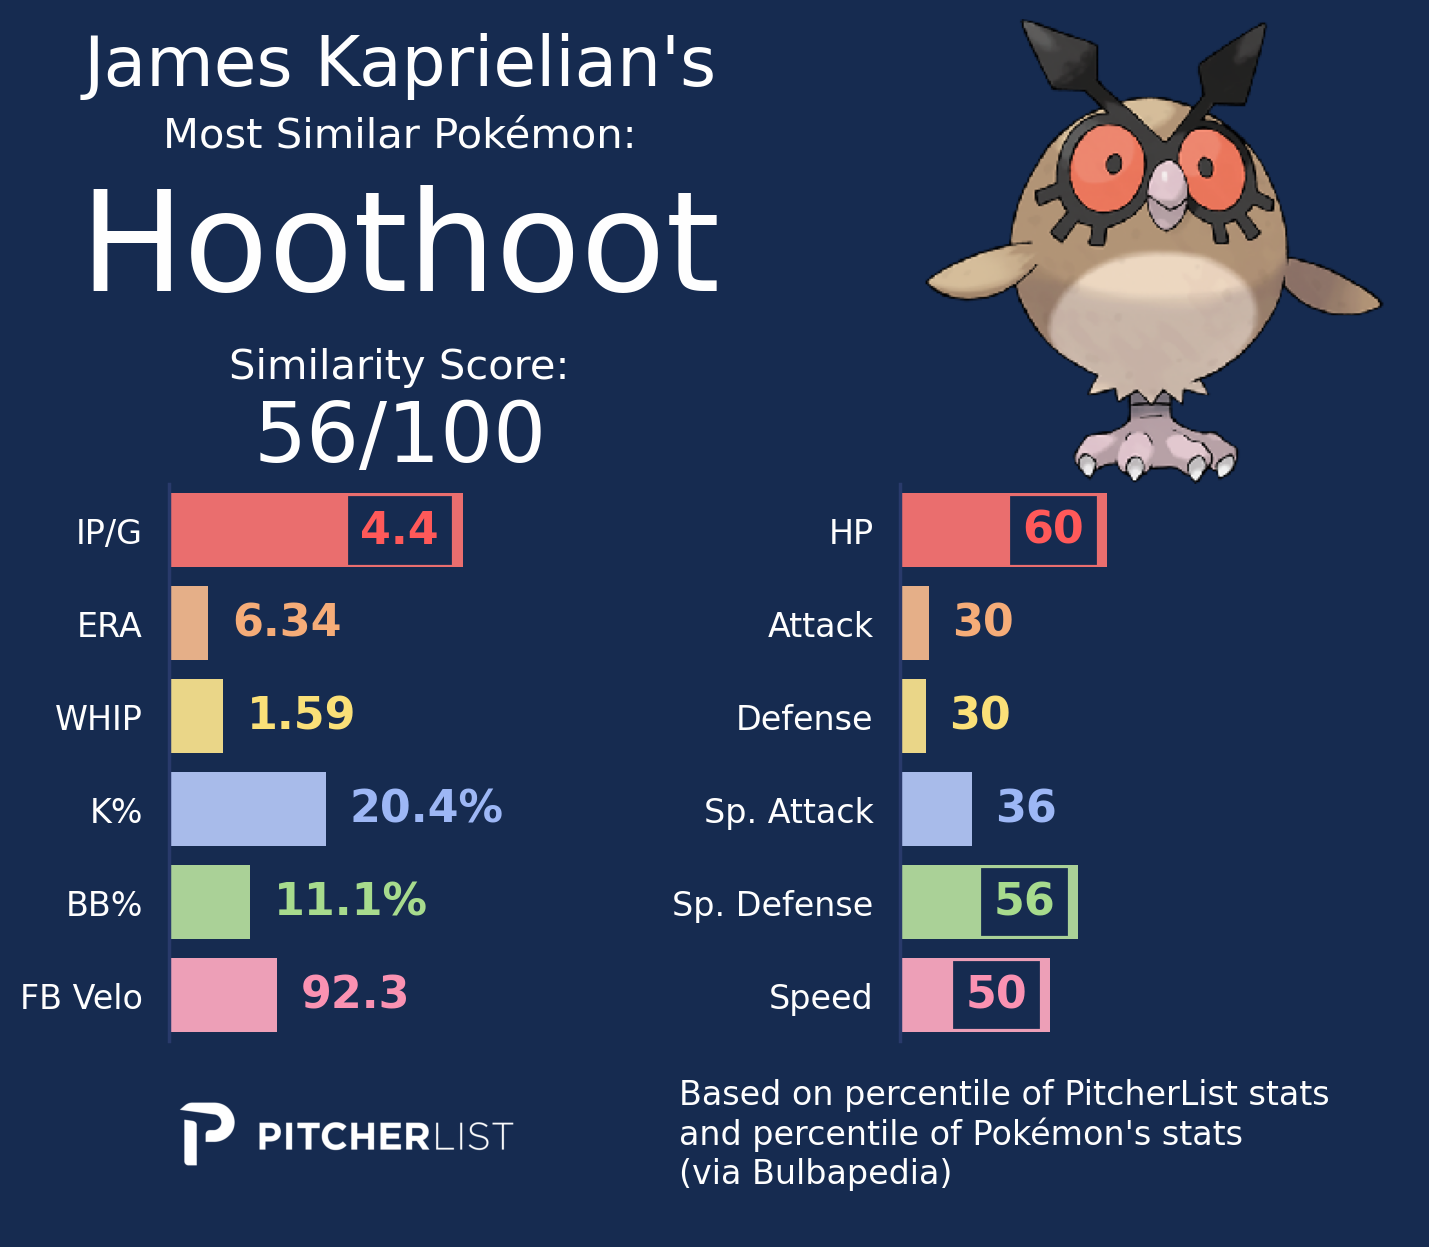 James Kaprielian's
Most Similar Pokémon:
Hoothoot
Similarity Score:
56/100
IP/G 4.4
ERA 6.34
WHIP 1.59
K% 20.4%
BB% 11.1%
FB Velo 92.3
HP 60
Attack 30
Defense 30
Sp. Attack 36
Sp. Defense 56
Speed 50
PITCHERLIST
Based on percentile of PitcherList stats
and percentile of Pokémon's stats
(via Bulbapedia)